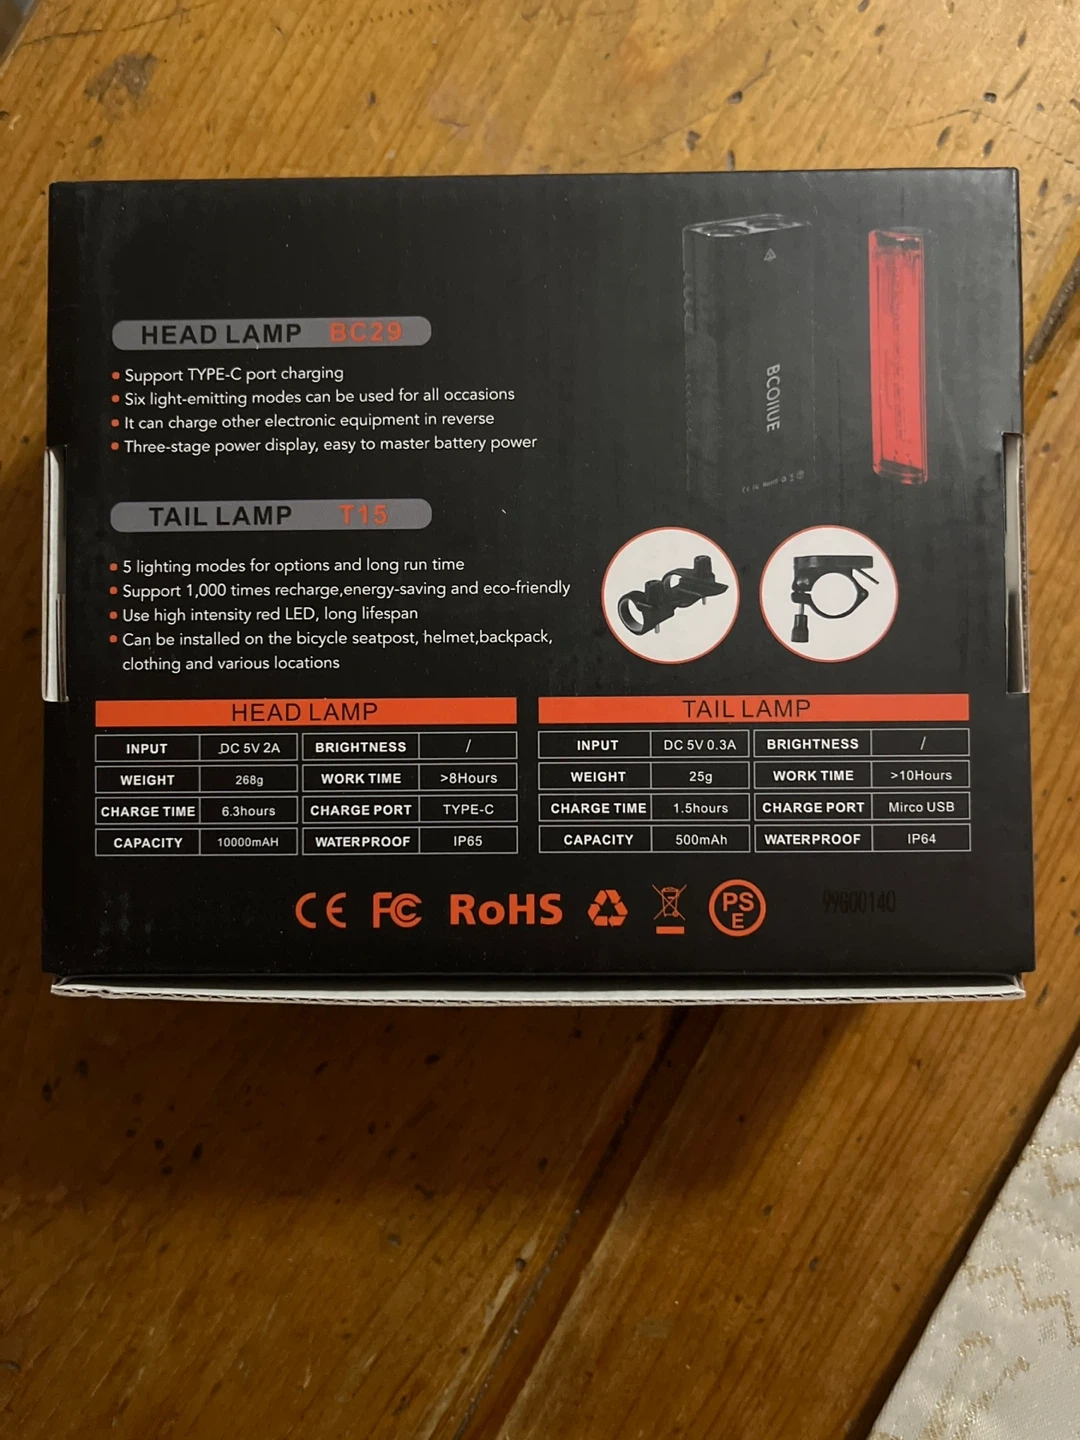 HEAD LAMP BC29
Support TYPE-C port charging
Six light-emitting modes can be used for all occasions
It can charge other electronic equipment in reverse
Three-stage power display, easy to master battery power
BCOIIUE
TAIL LAMP T15
5 lighting modes for options and long run time
Support 1,000 times recharge,energy-saving and eco-friendly
Use high intensity red LED, long lifespan
Can be installed on the bicycle seatpost, helmet,backpack,
clothing and various locations
HEAD LAMP
INPUT DC 5V 2A BRIGHTNESS /
WEIGHT 268g WORK TIME >8Hours
CHARGE TIME 6.3hours CHARGE PORT TYPE-C
CAPACITY 10000mAH WATERPROOF IP65
TAIL LAMP
INPUT DC 5V 0.3A BRIGHTNESS /
WEIGHT 25g WORK TIME >10Hours
CHARGE TIME 1.5hours CHARGE PORT Mirco USB
CAPACITY 500mAh WATERPROOF IP64
CE FC RoHS PS E